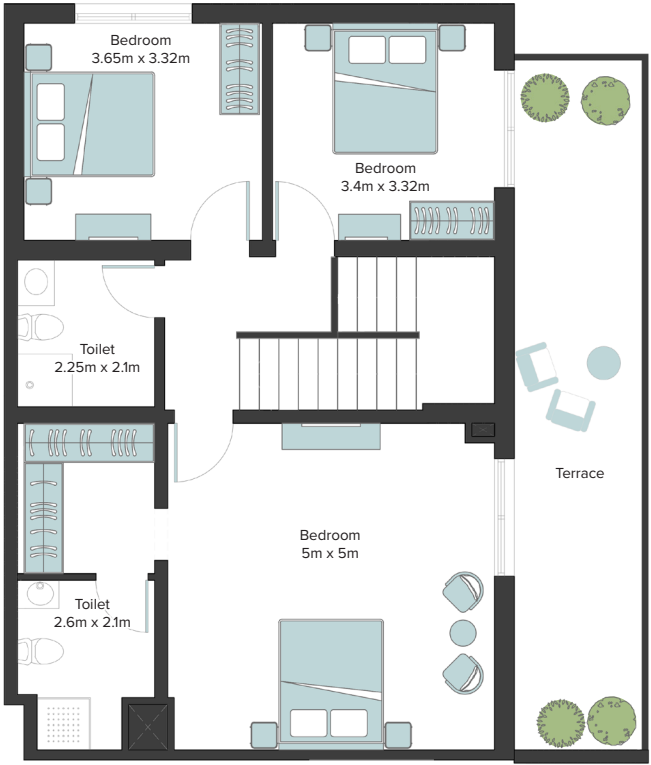 Bedroom
3.65m x 3.32m
Bedroom
3.4m x 3.32m
Toilet
2.25m x 2.1m
Terrace
Bedroom
5m x 5m
Toilet
2.6m x 2.1m